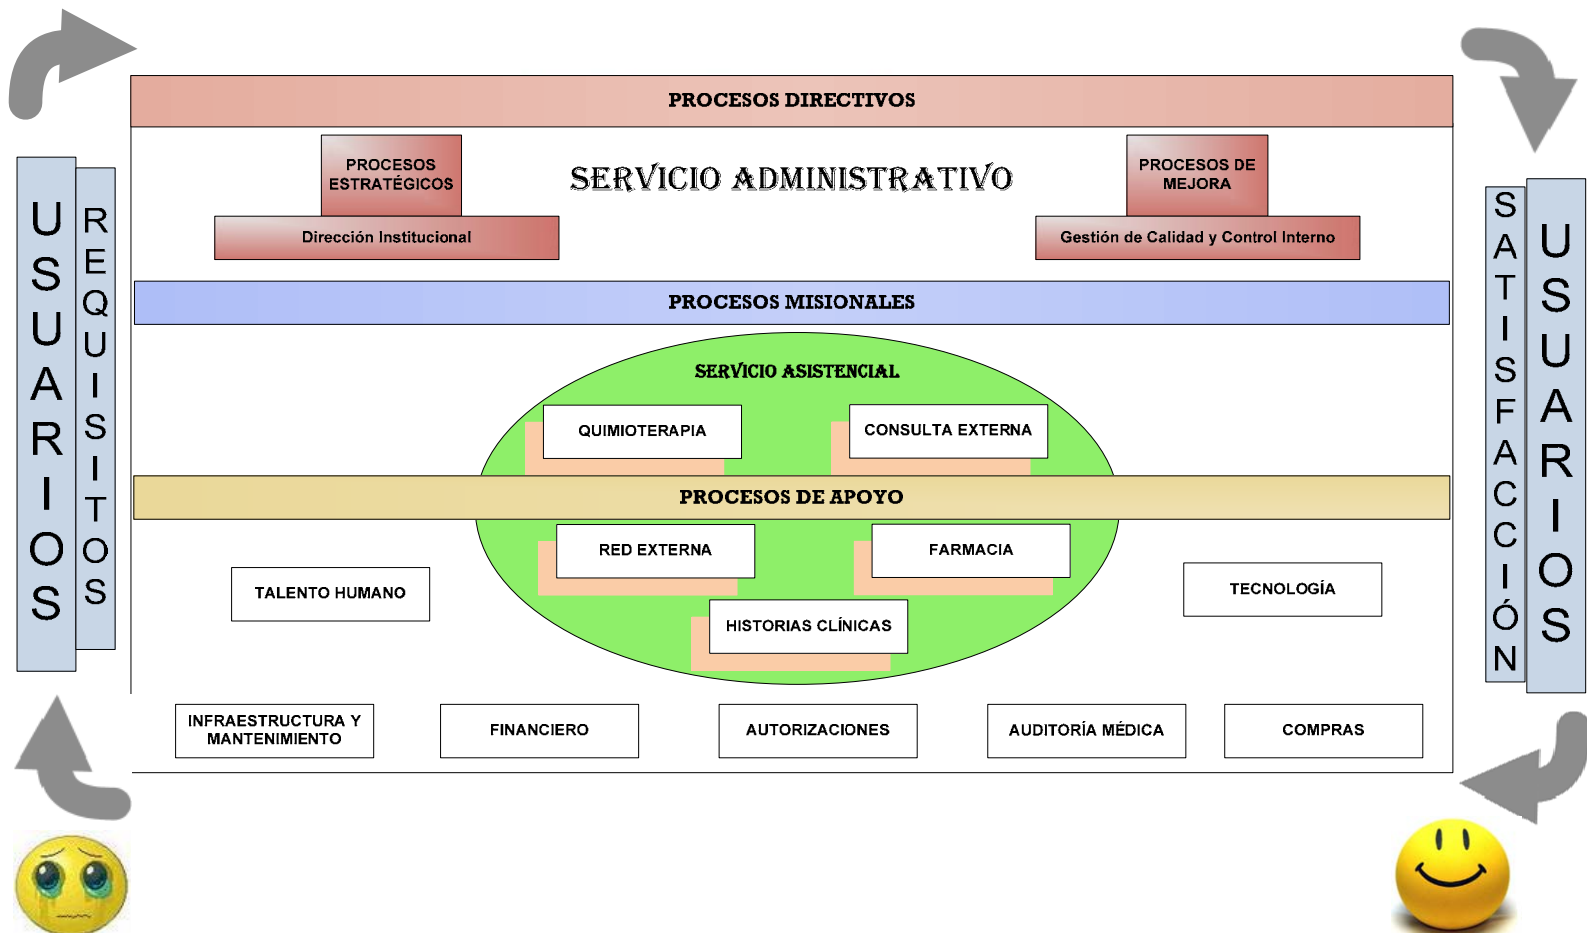 PROCESOS DIRECTIVOS
PROCESOS
ESTRATÉGICOS
Dirección Institucional
SERVICIO ADMINISTRATIVO
PROCESOS DE
MEJORA
Gestión de Calidad y Control Interno
USUARIOS
REQUISITOS
PROCESOS MISIONALES
SERVICIO ASISTENCIAL
QUIMIOTERAPIA
CONSULTA EXTERNA
PROCESOS DE APOYO
RED EXTERNA
FARMACIA
TALENTO HUMANO
HISTORIAS CLÍNICAS
TECNOLOGÍA
INFRAESTRUCTURA Y
MANTENIMIENTO
FINANCIERO
AUTORIZACIONES
AUDITORÍA MÉDICA
COMPRAS
SATISFACCIÓN
USUARIOS